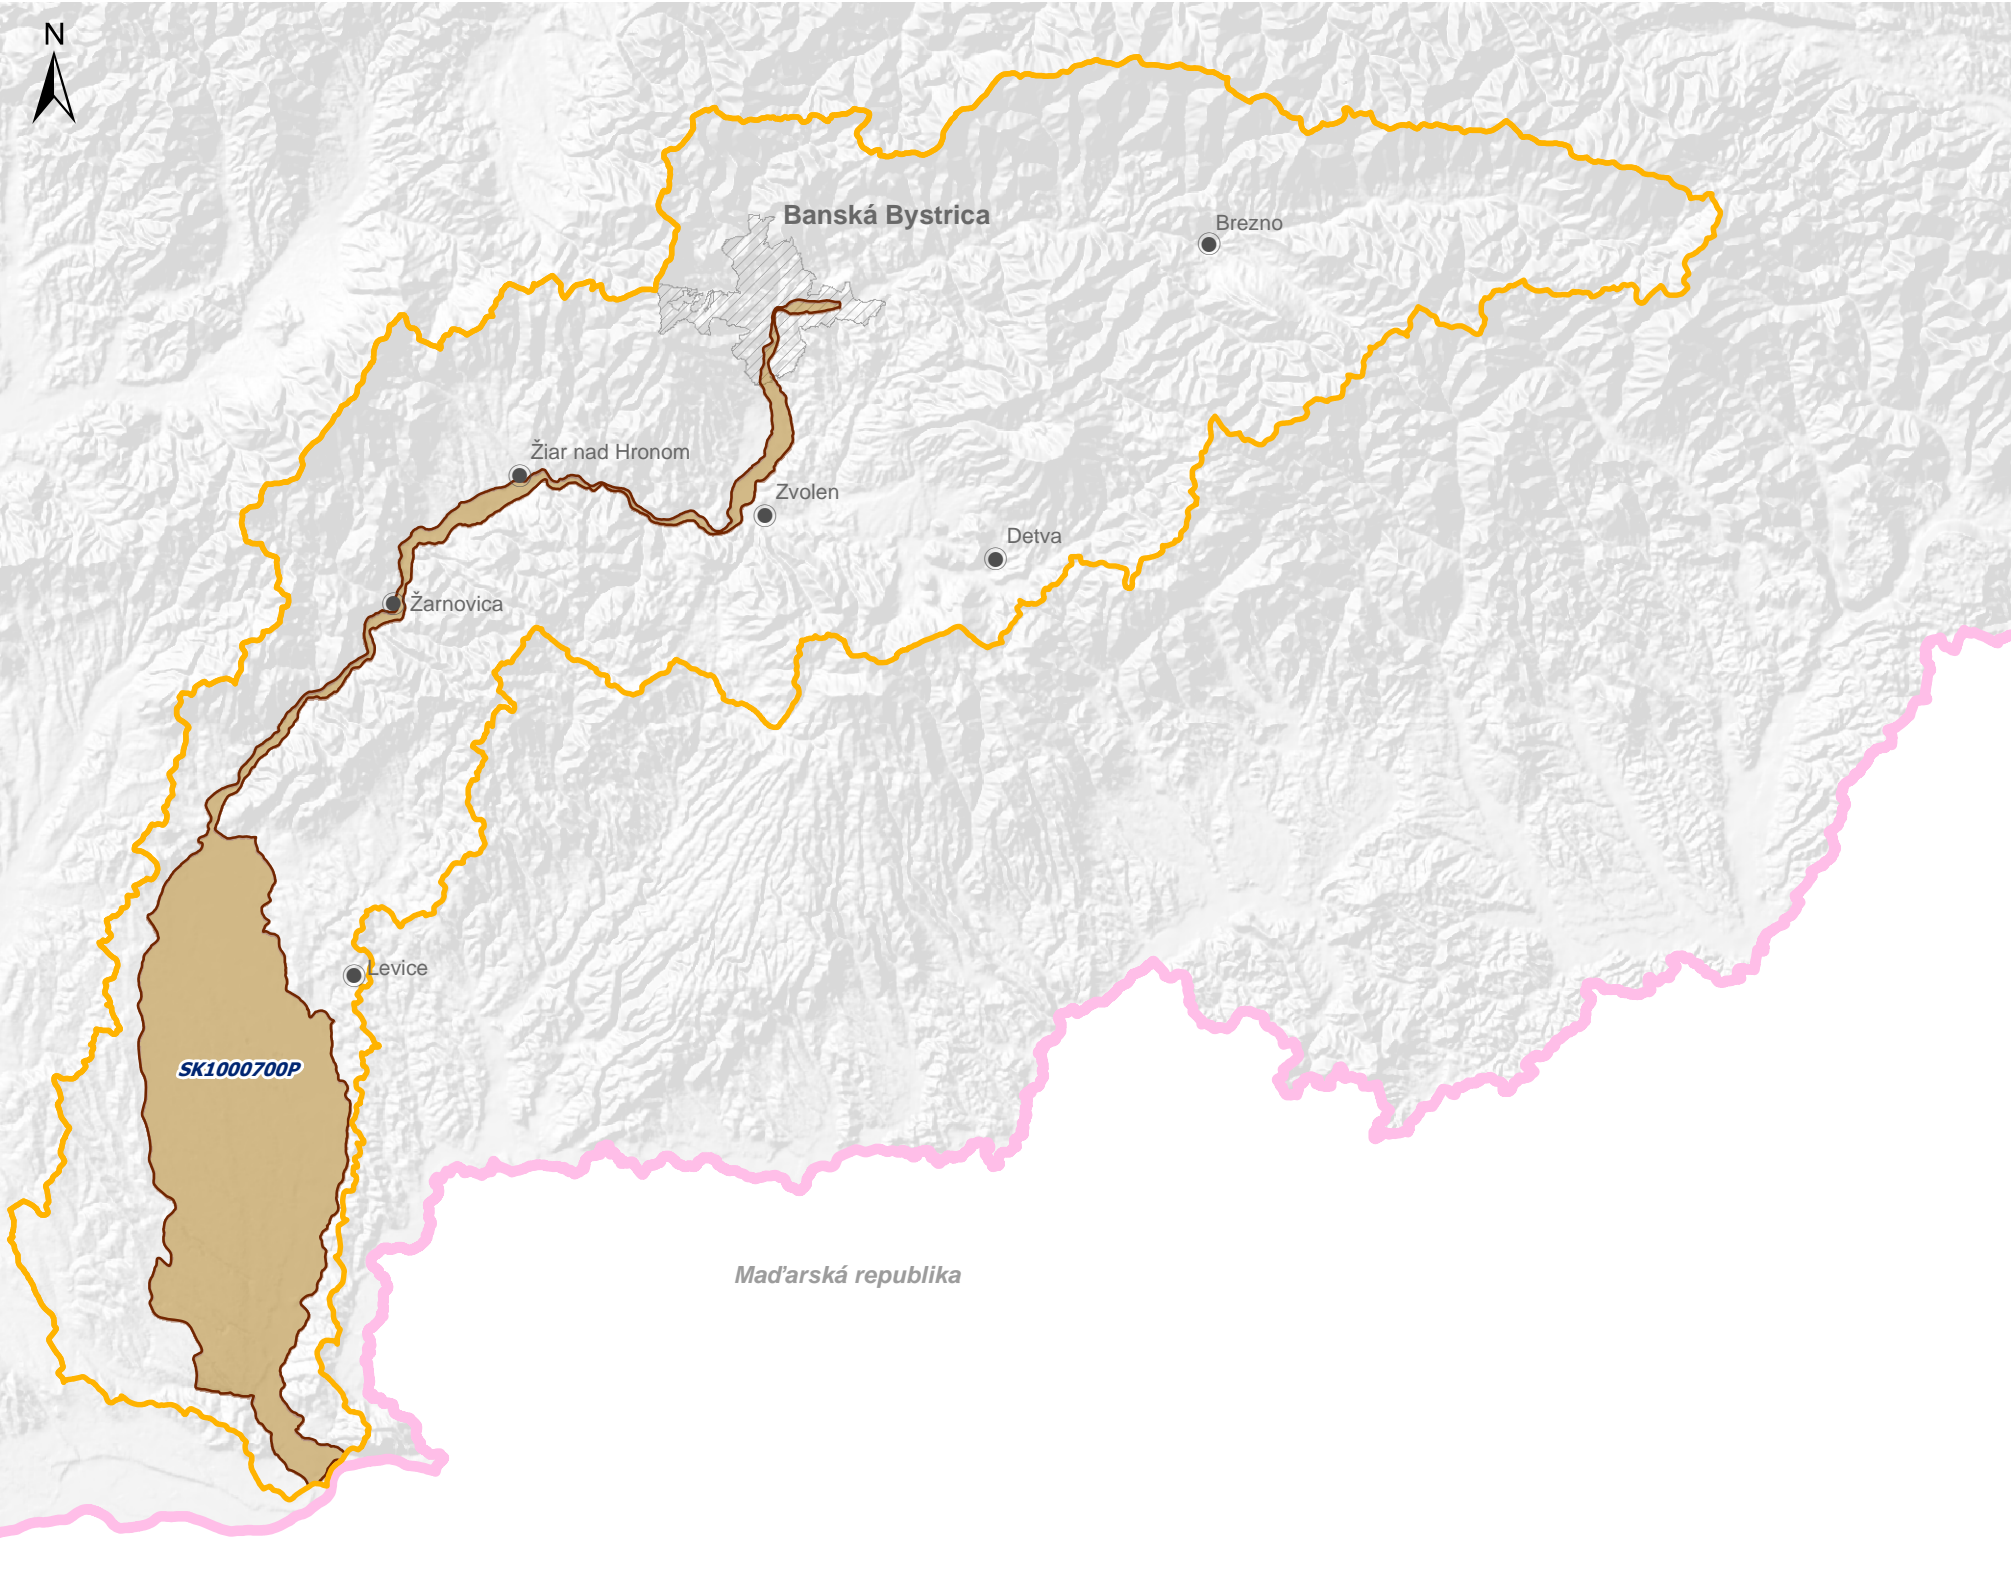 N
Banská Bystrica
Brezno
Žiar nad Hronom
Zvolen
Detva
Žarnovica
Levice
SK1000700P
Maďarská republika